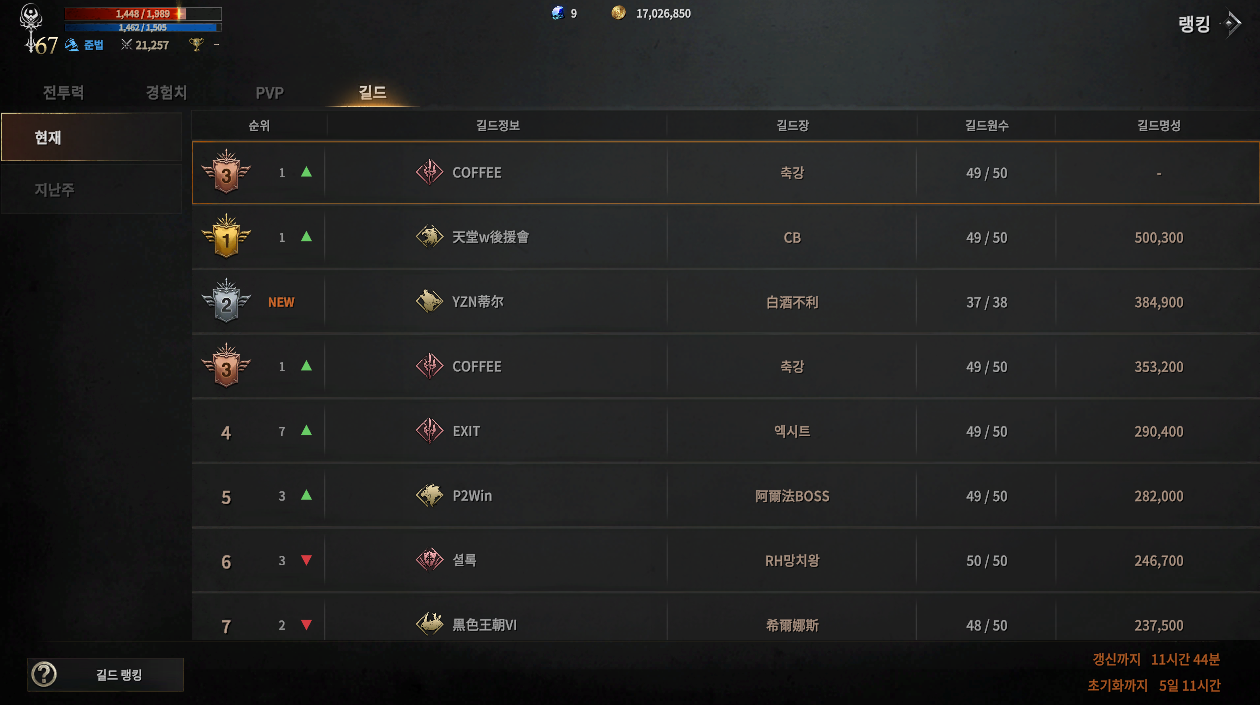 1,448 / 1,989
1,462 / 1,505
67 준법 21,257 -
9 17,026,850
랭킹
전투력 경험치 PVP 길드
현재
지난주
순위 길드정보 길드장 길드원수 길드명성
3 1 COFFEE 축강 49 / 50 -
1 1 天堂w後援會 CB 49 / 50 500,300
2 NEW YZN蒂尔 白酒不利 37 / 38 384,900
3 1 COFFEE 축강 49 / 50 353,200
4 7 EXIT 엑시트 49 / 50 290,400
5 3 P2Win 阿爾法BOSS 49 / 50 282,000
6 3 셜록 RH망치왕 50 / 50 246,700
7 2 黑色王朝VI 希爾娜斯 48 / 50 237,500
? 길드 랭킹
갱신까지 11시간 44분
초기화까지 5일 11시간